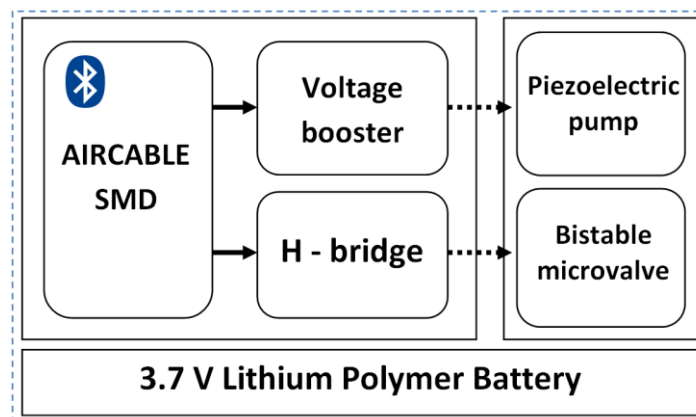 AIRCABLE
SMD
Voltage
booster
H - bridge
Piezoelectric
pump
Bistable
microvalve
3.7 V Lithium Polymer Battery